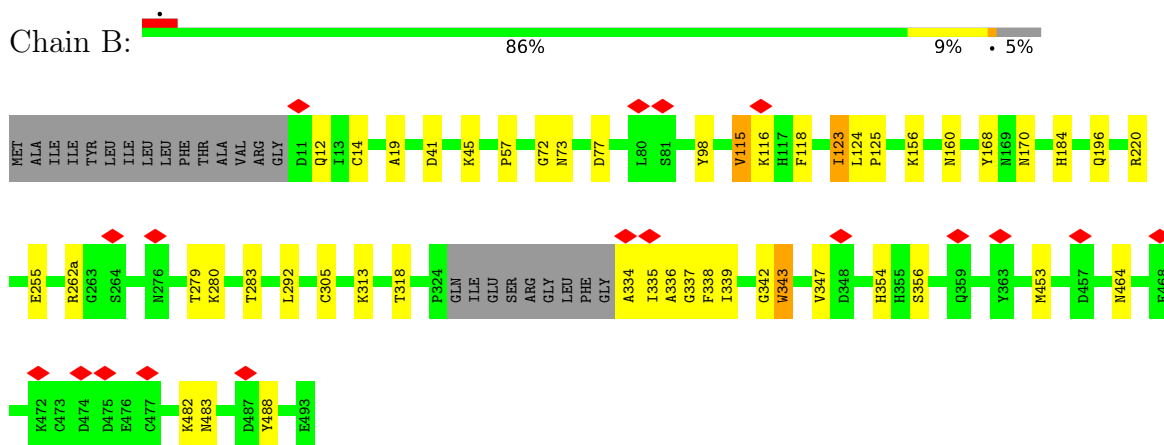 Chain B:
86% 9% • 5%
MET ALA ILE ILE TYR LEU ILE LEU LEU PHE THR ALA VAL ARG GLY D11 Q12 I13 C14 A19 D41 K45 P57 G72 N73 D77 L80 S81 Y98 V115 K116 H117 F118 I123 L124 P125 K156 N160 Y168 N169 N170 H184 Q196 R220
E255 R262a G263 S264 N276 T279 K280 T283 L292 C305 K313 T318 P324 GLN ILE GLU SER ARG GLY LEU PHE GLY A334 I335 A336 G337 F338 I339 G342 W343 V347 D348 H354 H355 S356 Q359 Y363 M453 D457 N464 E468
K472 C473 D474 D475 E476 C477 K482 N483 D487 Y488 E493